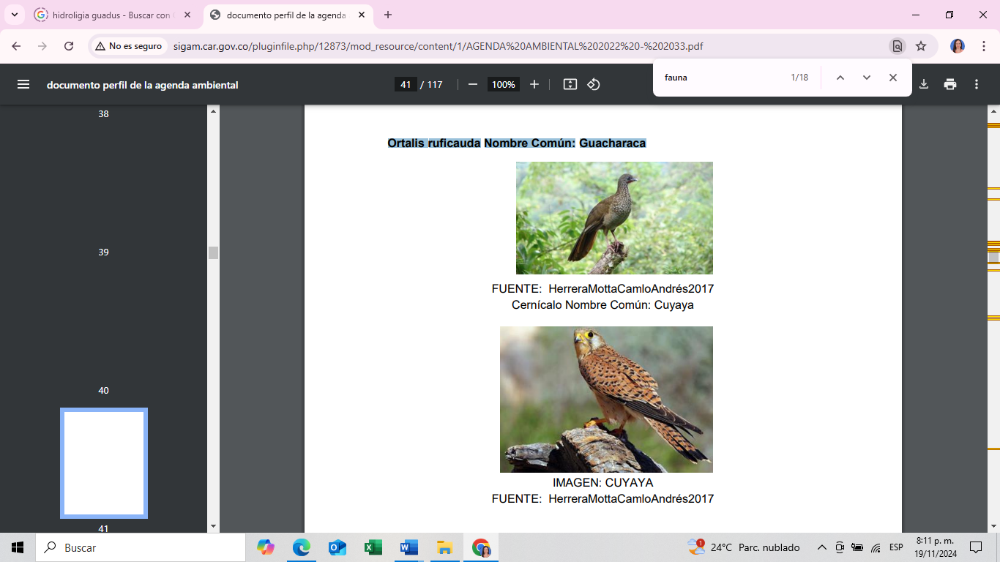 hidroligia guadus - Buscar con
documento perfil de la agenda
No es seguro
sigam.car.gov.co/pluginfile.php/12873/mod_resource/content/1/AGENDA%20AMBIENTAL%202022%20-%202033.pdf
documento perfil de la agenda ambiental
41 / 117
100%
fauna
1/18
38
39
40
41
Ortalis ruficauda Nombre Común: Guacharaca
FUENTE: HerreraMottaCamloAndrés2017
Cernícalo Nombre Común: Cuyaya
IMAGEN: CUYAYA
FUENTE: HerreraMottaCamloAndrés2017
Buscar
1
24°C Parc. nublado
ESP
8:11 p. m.
19/11/2024